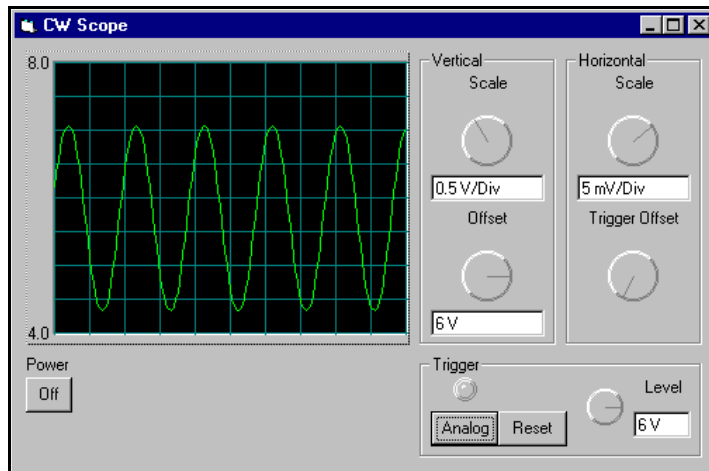 CW Scope
8.0
4.0
Vertical
Scale
0.5 V/Div
Offset
6 V
Horizontal
Scale
5 mV/Div
Trigger Offset
Power
Off
Trigger
Analog
Reset
Level
6 V